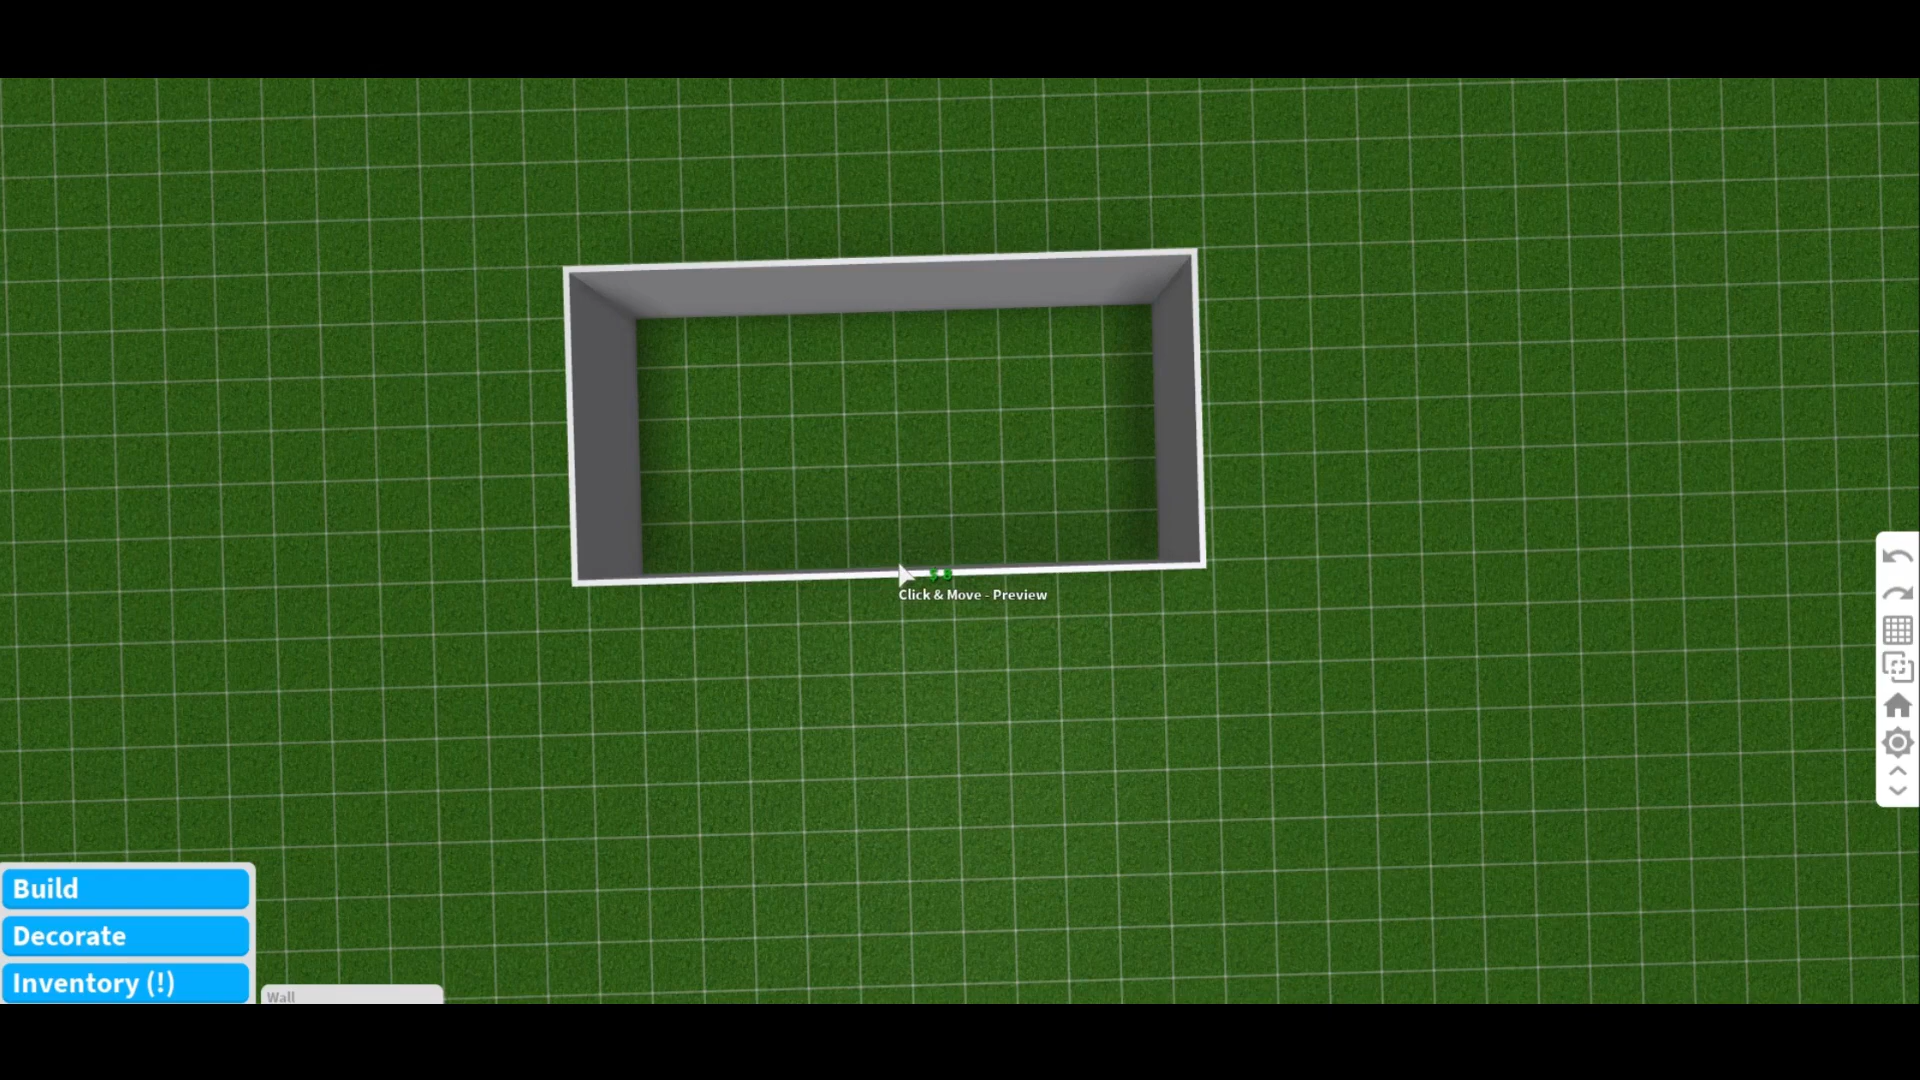 Click & Move - Preview
Build
Decorate
Inventory (!)
Wall